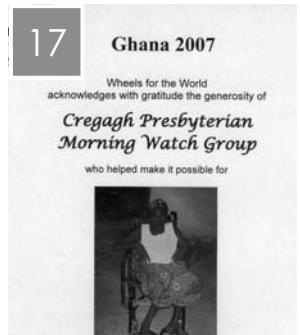 17
Ghana 2007
Wheels for the World
acknowledges with gratitude the generosity of
Cregagh Presbyterian
Morning Watch Group
who helped make it possible for